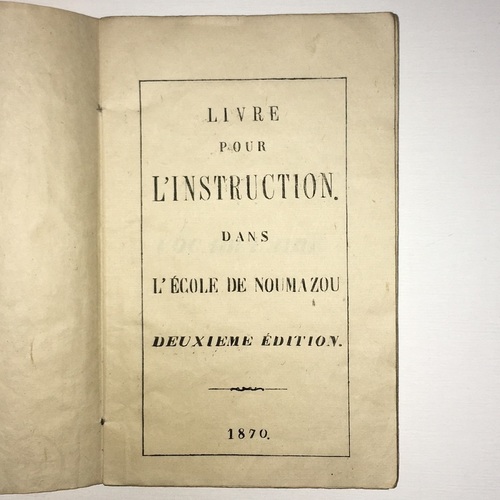 LIVRE
POUR
L'INSTRUCTION.
DANS
L'ÉCOLE DE NOUMAZOU
DEUXIEME ÉDITION.
1870.